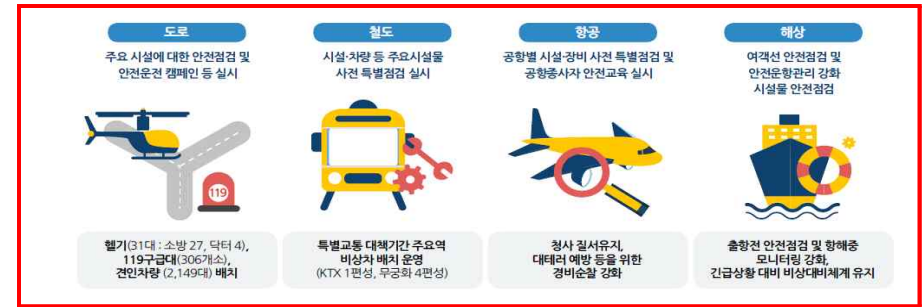 도로
주요 시설에 대한 안전점검 및
안전운전 캠페인 등 실시
119
헬기(31대 : 소방 27, 닥터 4),
119구급대(306개소),
견인차량 (2,149대) 배치
철도
시설·차량 등 주요시설물
사전 특별점검 실시
특별교통 대책기간 주요역
비상차 배치 운영
(KTX 1편성, 무궁화 4편성)
항공
공항별 시설·장비 사전 특별점검 및
공항종사자 안전교육 실시
청사 질서유지,
대테러 예방 등을 위한
경비순찰 강화
해상
여객선 안전점검 및
안전운항관리 강화
시설물 안전점검
출항전 안전점검 및 항해중
모니터링 강화,
긴급상황 대비 비상대비체계 유지